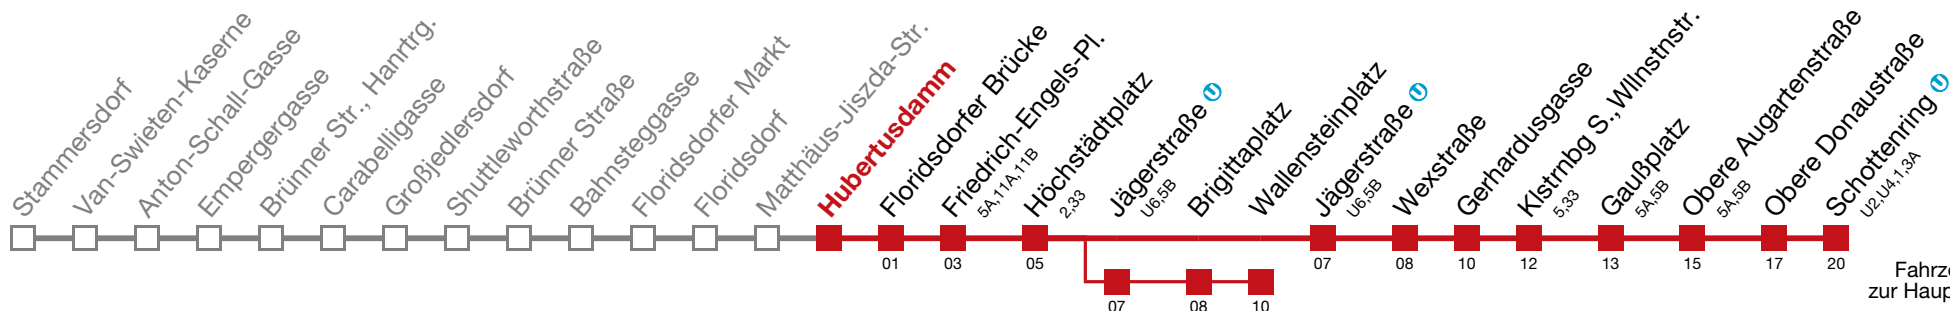 Stammersdorf
Van-Swieten-Kaserne
Anton-Schall-Gasse
Empergergasse
Brünner Str., Hanrtrg.
Carabelligasse
Großjedlersdorf
Shuttleworthstraße
Brünner Straße
Bahnsteggasse
Floridsdorfer Markt
Floridsdorf
Matthäus-Jiszda-Str.
Hubertusdamm
Floridsdorfer Brücke
Friedrich-Engels-Pl.
5A,11A,11B
Höchstädtplatz
2,33
Jägerstraße U
U6,5B
Brigittaplatz
Wallensteinplatz
Jägerstraße U
U6,5B
Wexstraße
Gerhardusgasse
Klstrnbg S., Wllnstnstr.
5,33
Gaußplatz
5A,5B
Obere Augartenstraße
5A,5B
Obere Donaustraße
Schottenring U
U2,U4,1,3A
01 03 05 07 08 10 12 13 15 17 20
07 08 10
Fahrze
zur Haup